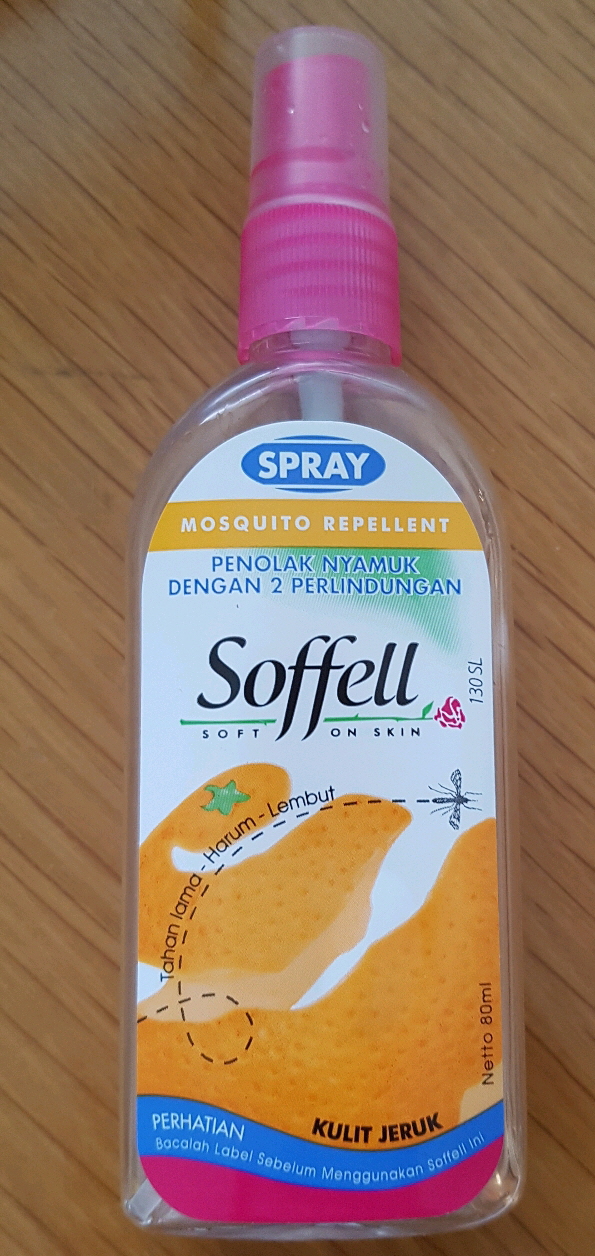 SPRAY
MOSQUITO REPELLENT
PENOLAK NYAMUK
DENGAN 2 PERLINDUNGAN
Soffell
SOFT ON SKIN
130 SL
Tahan lama - Harum - Lembut
Netto 80ml
KULIT JERUK
PERHATIAN
Bacalah Label Sebelum Menggunakan Soffell Ini